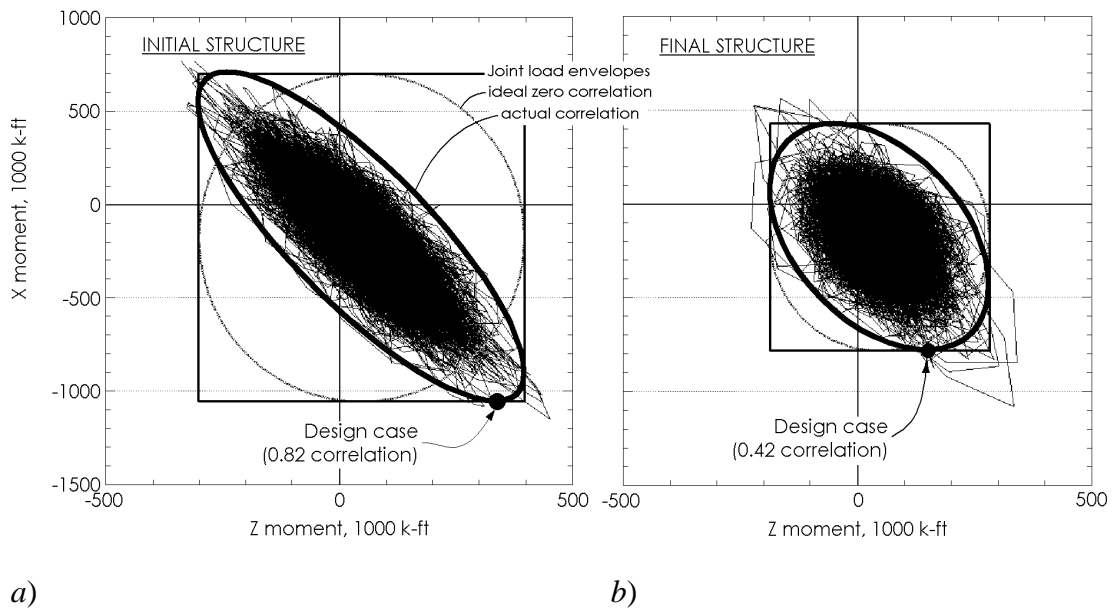 1000
INITIAL STRUCTURE
FINAL STRUCTURE
Joint load envelopes
ideal zero correlation
actual correlation
500
0
-500
-1000
-1500
X moment, 1000 k-ft
Design case
(0.82 correlation)
Design case
(0.42 correlation)
-500
0
500
-500
0
500
Z moment, 1000 k-ft
Z moment, 1000 k-ft
a)
b)